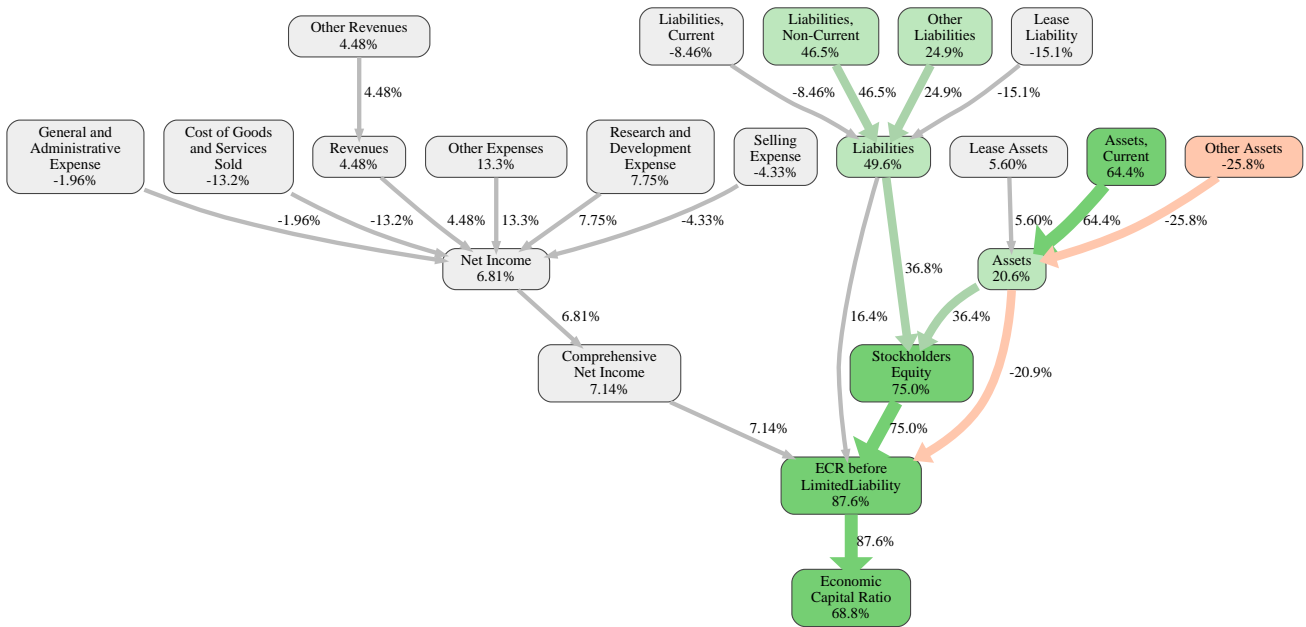 Other Revenues
4.48%
Liabilities,
Current
-8.46%
Liabilities,
Non-Current
46.5%
Other
Liabilities
24.9%
Lease
Liability
-15.1%
4.48%
-8.46%
46.5%
24.9%
-15.1%
General and
Administrative
Expense
-1.96%
Cost of Goods
and Services
Sold
-13.2%
Revenues
4.48%
Other Expenses
13.3%
Research and
Development
Expense
7.75%
Selling
Expense
-4.33%
Liabilities
49.6%
Lease Assets
5.60%
Assets,
Current
64.4%
Other Assets
-25.8%
-1.96%
-13.2%
4.48%
13.3%
7.75%
-4.33%
5.60%
64.4%
-25.8%
Net Income
6.81%
36.8%
Assets
20.6%
6.81%
16.4%
36.4%
Comprehensive
Net Income
7.14%
Stockholders
Equity
75.0%
-20.9%
7.14%
75.0%
ECR before
LimitedLiability
87.6%
87.6%
Economic
Capital Ratio
68.8%